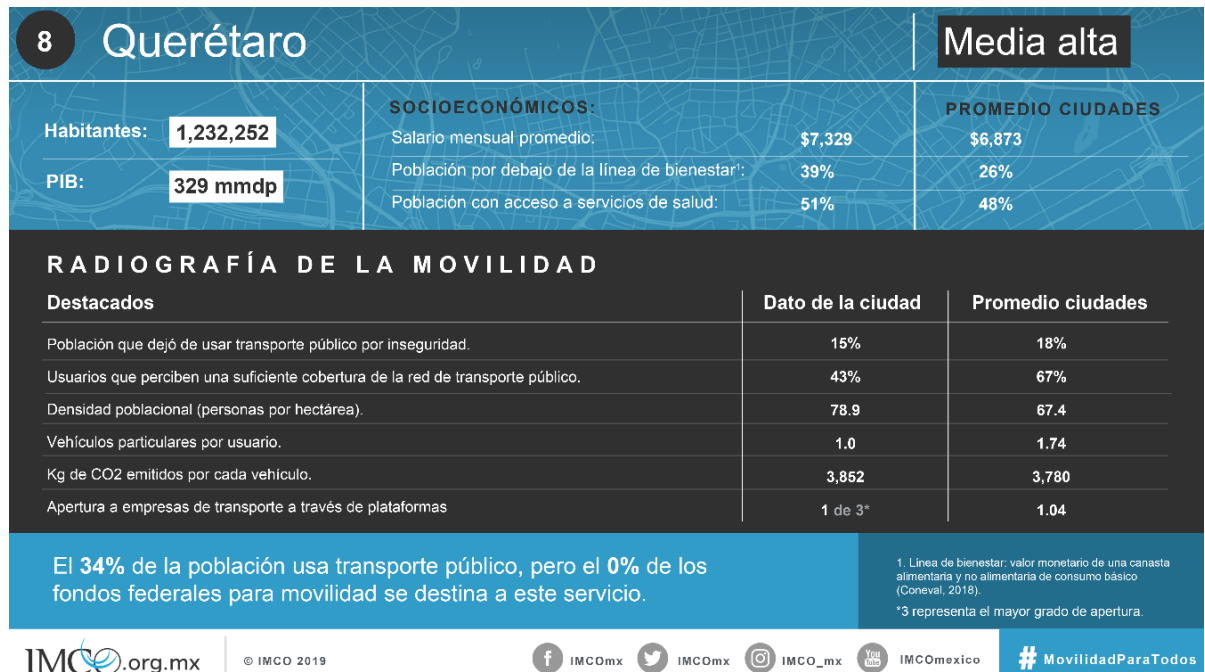 8 Querétaro Media alta
SOCIOECONÓMICOS: PROMEDIO CIUDADES
Habitantes: 1,232,252
PIB: 329 mmdp
Salario mensual promedio: $7,329 $6,873
Población por debajo de la línea de bienestar¹: 39% 26%
Población con acceso a servicios de salud: 51% 48%
RADIOGRAFÍA DE LA MOVILIDAD
Destacados Dato de la ciudad Promedio ciudades
Población que dejó de usar transporte público por inseguridad. 15% 18%
Usuarios que perciben una suficiente cobertura de la red de transporte público. 43% 67%
Densidad poblacional (personas por hectárea). 78.9 67.4
Vehículos particulares por usuario. 1.0 1.74
Kg de CO2 emitidos por cada vehículo. 3,852 3,780
Apertura a empresas de transporte a través de plataformas 1 de 3* 1.04
El 34% de la población usa transporte público, pero el 0% de los
fondos federales para movilidad se destina a este servicio.
1. Línea de bienestar: valor monetario de una canasta
alimentaria y no alimentaria de consumo básico
(Coneval, 2018).
*3 representa el mayor grado de apertura.
IMCO.org.mx © IMCO 2019 IMCOmx IMCOmx IMCO_mx You Tube IMCOmexico #MovilidadParaTodos